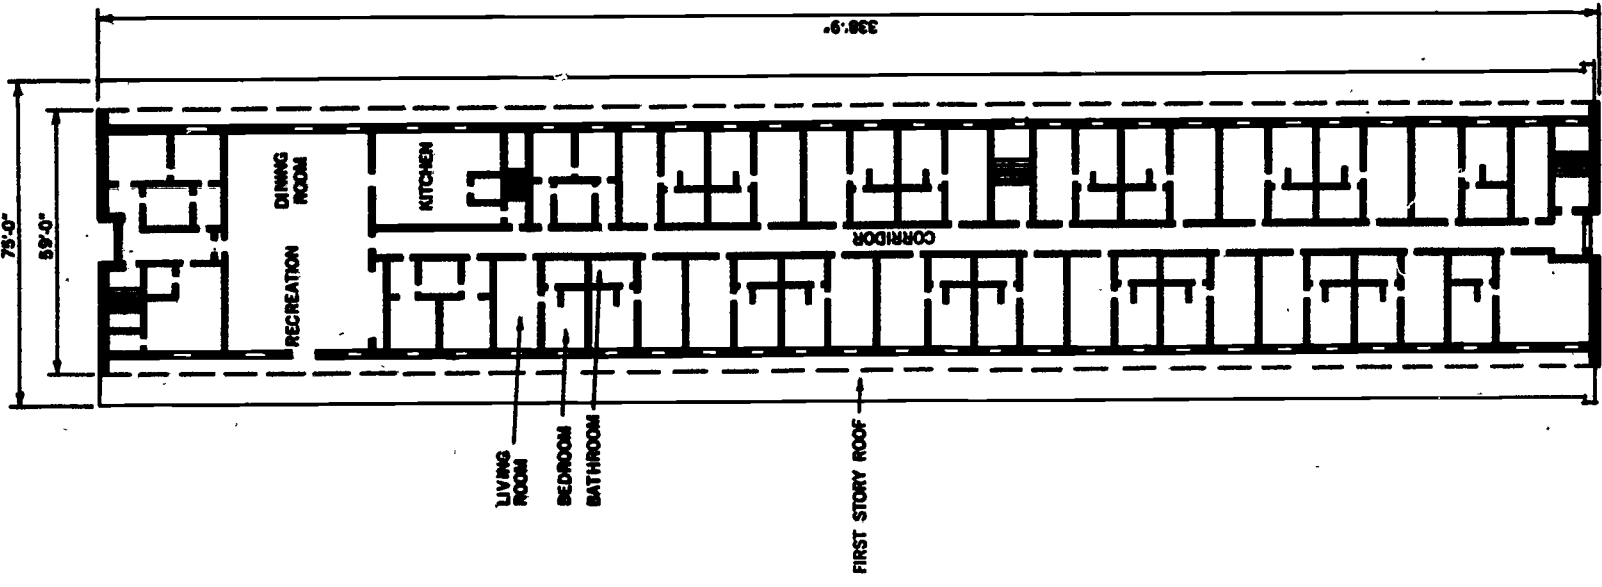 338'-9"
75'-0"
59'-0"
DINING
ROOM
KITCHEN
RECREATION
CORRIDOR
LIVING
ROOM
BEDROOM
BATHROOM
FIRST STORY ROOF